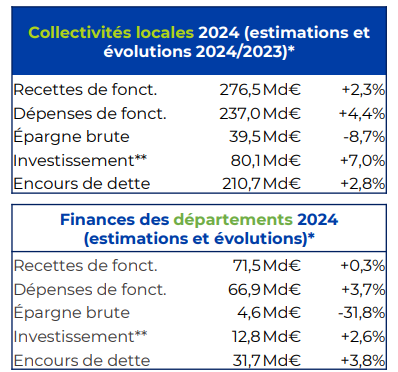 Collectivités locales 2024 (estimations et
évolutions 2024/2023)*
Recettes de fonct. 276,5 Md€ +2,3%
Dépenses de fonct. 237,0 Md€ +4,4%
Épargne brute 39,5 Md€ -8,7%
Investissement** 80,1 Md€ +7,0%
Encours de dette 210,7 Md€ +2,8%
Finances des départements 2024
(estimations et évolutions)*
Recettes de fonct. 71,5 Md€ +0,3%
Dépenses de fonct. 66,9 Md€ +3,7%
Épargne brute 4,6 Md€ -31,8%
Investissement** 12,8 Md€ +2,6%
Encours de dette 31,7 Md€ +3,8%